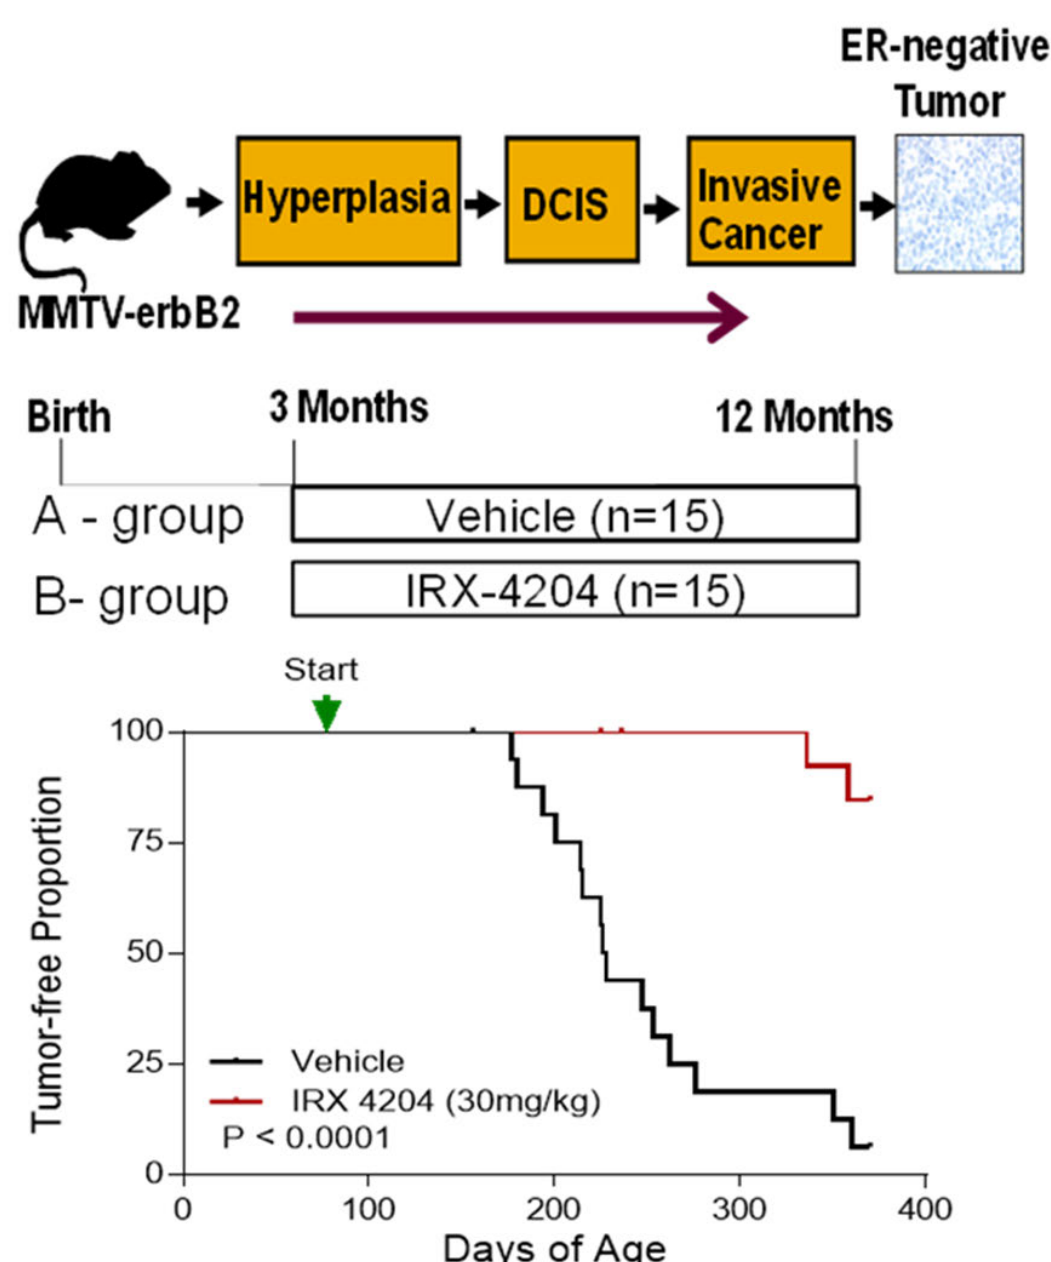 ER-negative
Tumor
Hyperplasia
DCIS
Invasive
Cancer
MMTV-erbB2
Birth
3 Months
12 Months
A - group
Vehicle (n=15)
B- group
IRX-4204 (n=15)
Start
100
75
50
25
0
Tumor-free Proportion
Vehicle
IRX 4204 (30mg/kg)
P < 0.0001
0 100 200 300 400
Days of Age